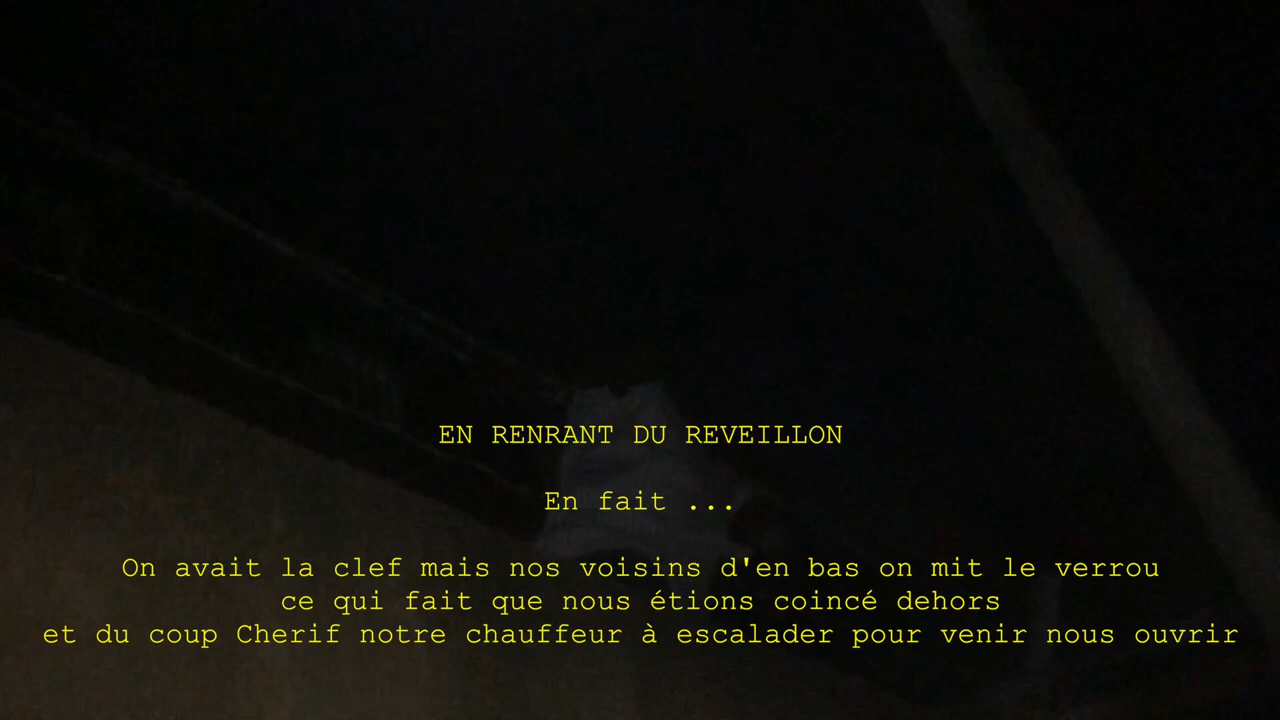 EN RENRANT DU REVEILLON
En fait ...
On avait la clef mais nos voisins d'en bas on mit le verrou
ce qui fait que nous étions coincé dehors
et du coup Cherif notre chauffeur à escalader pour venir nous ouvrir